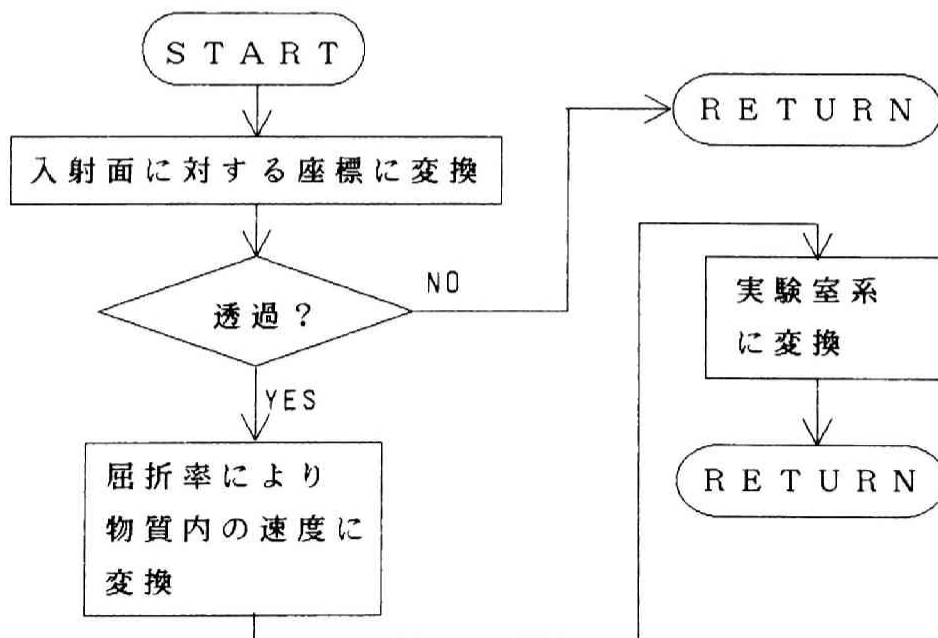 START
入射面に対する座標に変換
透過？
NO
YES
屈折率により
物質内の速度に
変換
RETURN
実験室系
に変換
RETURN